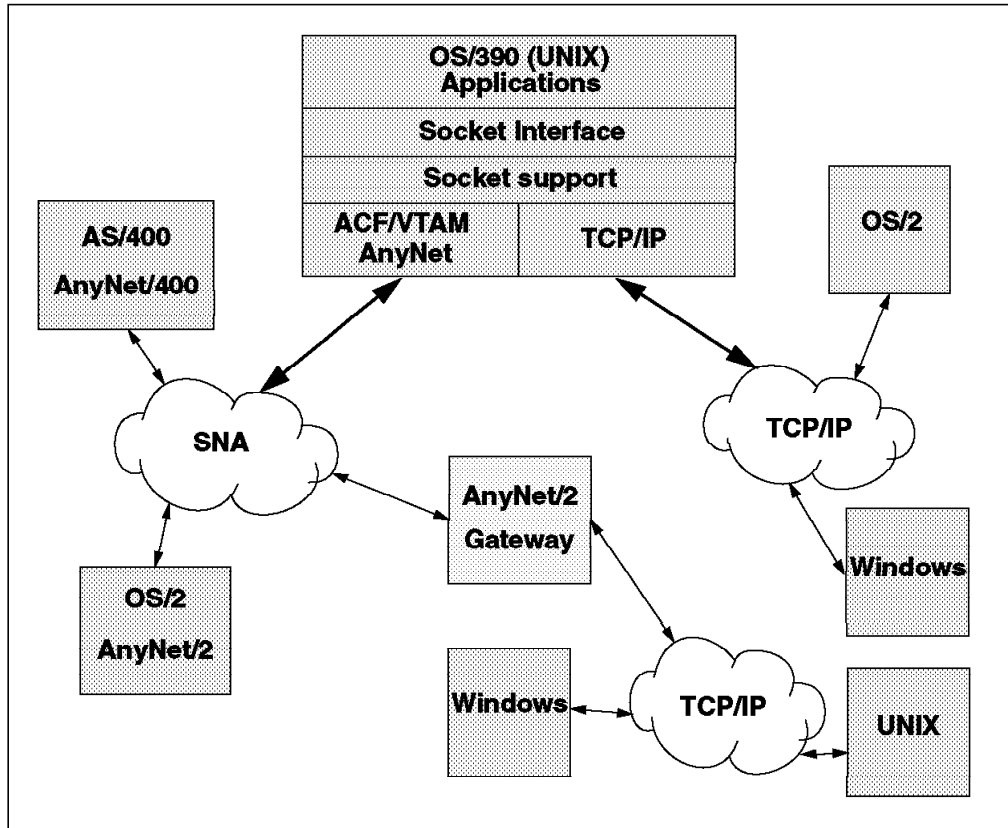 OS/390 (UNIX)
Applications
Socket Interface
Socket support
ACF/VTAM
AnyNet
TCP/IP
AS/400
AnyNet/400
OS/2
SNA
TCP/IP
AnyNet/2
Gateway
Windows
OS/2
AnyNet/2
Windows
TCP/IP
UNIX